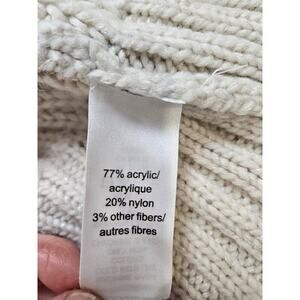 77% acrylic/
acrylique
20% nylon
3% other fibers/
autres fibres